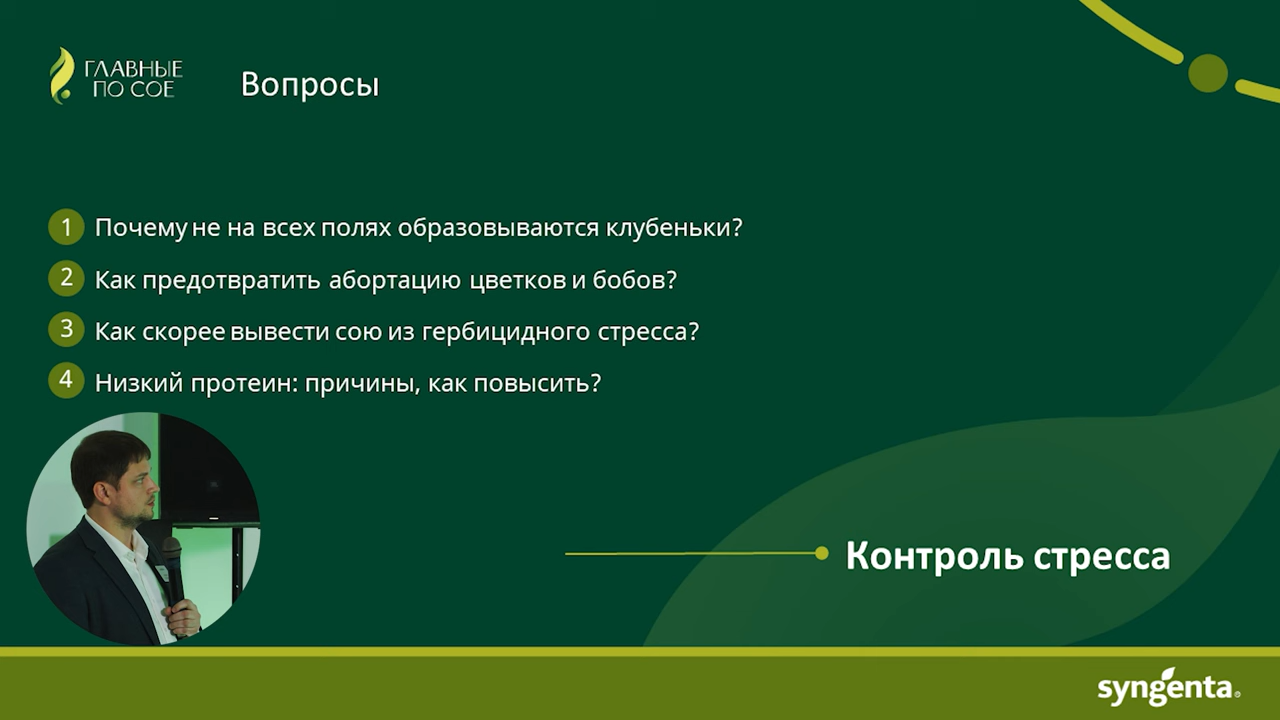 ГЛАВНЫЕ
ПО СОЕ
Вопросы
1 Почему не на всех полях образовываются клубеньки?
2 Как предотвратить абортацию цветков и бобов?
3 Как скорее вывести сою из гербицидного стресса?
4 Низкий протеин: причины, как повысить?
Контроль стресса
syngenta®